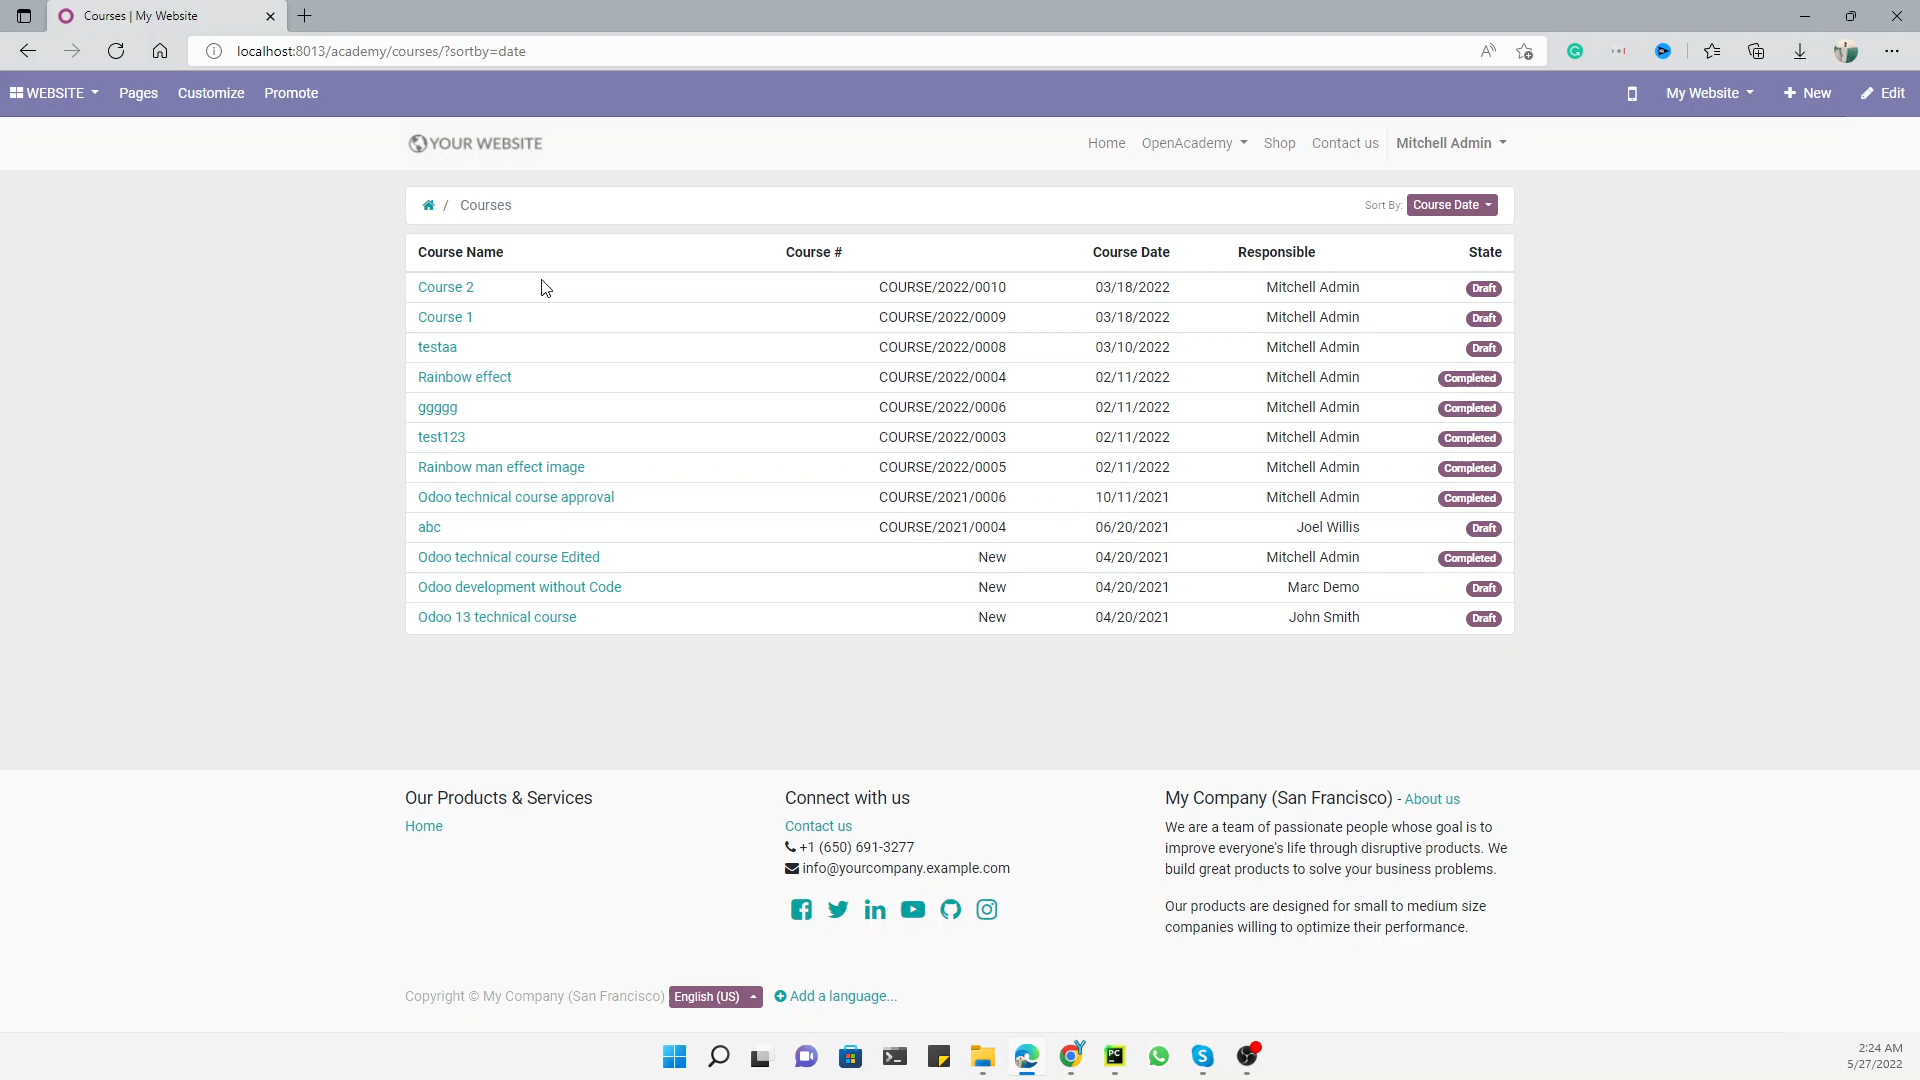 Courses | My Website
localhost:8013/academy/courses/?sortby=date
WEBSITE Pages Customize Promote My Website New Edit
YOUR WEBSITE Home OpenAcademy Shop Contact us Mitchell Admin
/ Courses Sort By: Course Date
Course Name Course # Course Date Responsible State
Course 2 COURSE/2022/0010 03/18/2022 Mitchell Admin Draft
Course 1 COURSE/2022/0009 03/18/2022 Mitchell Admin Draft
testaa COURSE/2022/0008 03/10/2022 Mitchell Admin Draft
Rainbow effect COURSE/2022/0004 02/11/2022 Mitchell Admin Completed
ggggg COURSE/2022/0006 02/11/2022 Mitchell Admin Completed
test123 COURSE/2022/0003 02/11/2022 Mitchell Admin Completed
Rainbow man effect image COURSE/2022/0005 02/11/2022 Mitchell Admin Completed
Odoo technical course approval COURSE/2021/0006 10/11/2021 Mitchell Admin Completed
abc COURSE/2021/0004 06/20/2021 Joel Willis Draft
Odoo technical course Edited New 04/20/2021 Mitchell Admin Completed
Odoo development without Code New 04/20/2021 Marc Demo Draft
Odoo 13 technical course New 04/20/2021 John Smith Draft
Our Products & Services
Home
Connect with us
Contact us
+1 (650) 691-3277
info@yourcompany.example.com
My Company (San Francisco) - About us
We are a team of passionate people whose goal is to
improve everyone's life through disruptive products. We
build great products to solve your business problems.
Our products are designed for small to medium size
companies willing to optimize their performance.
Copyright © My Company (San Francisco) English (US) Add a language...
2:24 AM
5/27/2022